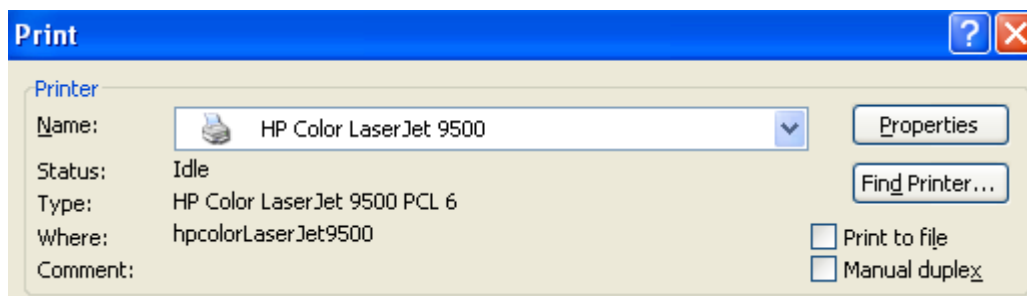 Print
Printer
Name: HP Color LaserJet 9500 Properties
Status: Idle
Find Printer...
Type: HP Color LaserJet 9500 PCL 6
Where: hpcolorLaserJet9500 Print to file
Comment: Manual duplex